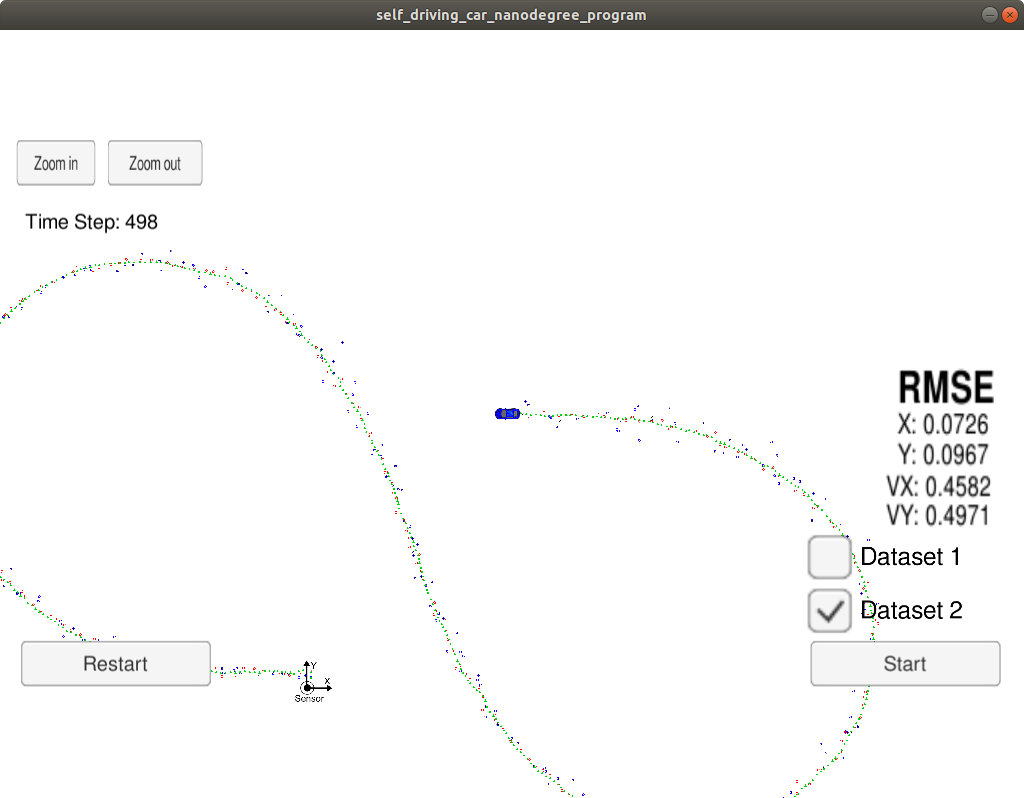 self_driving_car_nanodegree_program
Zoom in
Zoom out
Time Step: 498
RMSE
X: 0.0726
Y: 0.0967
VX: 0.4582
VY: 0.4971
Dataset 1
Dataset 2
Restart
Start
Y
X
Sensor